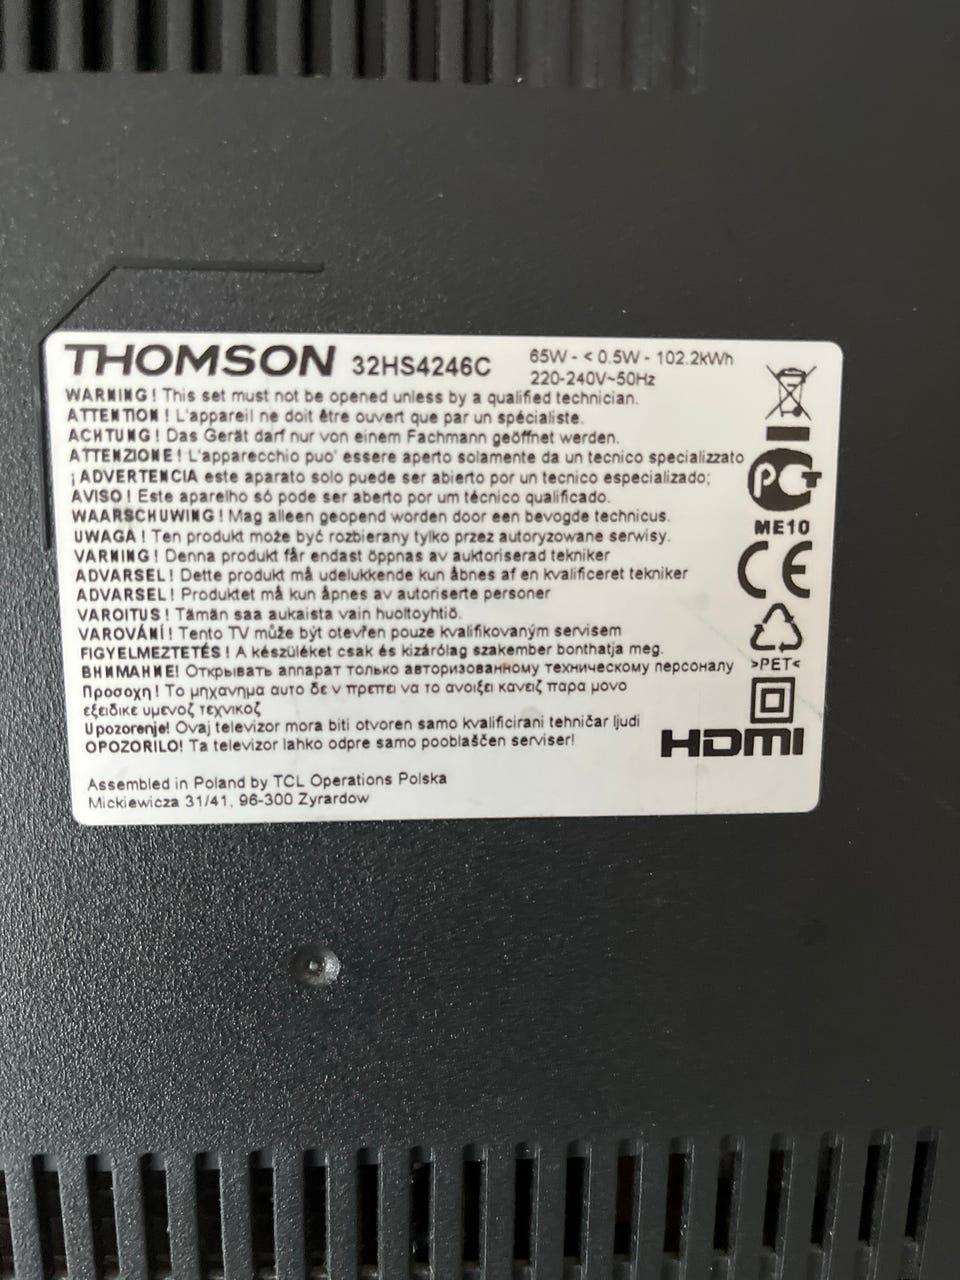 THOMSON 32HS4246C
65W - < 0.5W - 102.2kWh
220-240V~50Hz
WARNING! This set must not be opened unless by a qualified technician.
ATTENTION! L'appareil ne doit être ouvert que par un spécialiste.
ACHTUNG! Das Gerät darf nur von einem Fachmann geöffnet werden.
ATTENZIONE! L'apparecchio puo' essere aperto solamente da un tecnico specializzato
¡ADVERTENCIA este aparato solo puede ser abierto por un tecnico especializado;
AVISO! Este aparelho só pode ser aberto por um técnico qualificado.
WAARSCHUWING! Mag alleen geopend worden door een bevogde technicus.
UWAGA! Ten produkt może być rozbierany tylko przez autoryzowane serwisy.
VARNING! Denna produkt får endast öppnas av auktoriserad tekniker
ADVARSEL! Dette produkt må udelukkende kun åbnes af en kvalificeret tekniker
ADVARSEL! Produktet må kun åpnes av autoriserte personer
VAROITUS! Tämän saa aukaista vain huoltoyhtiö.
VAROVÁNÍ! Tento TV může být otevřen pouze kvalifikovaným servisem
FIGYELMEZTETÉS! A készüléket csak és kizárólag szakember bonthatja meg.
ВНИМАНИЕ! Открывать аппарат только авторизованному техническому персоналу
Προσοχη! Το μηχανημα αυτο δε ν πρεπει να το ανοιξει κανειζ παρα μονο
εξειδικε υμενοζ τεχνικοζ
Upozorenje! Ovaj televizor mora biti otvoren samo kvalificirani tehničar ljudi
OPOZORILO! Ta televizor lahko odpre samo pooblaščen serviser!
Assembled in Poland by TCL Operations Polska
Mickiewicza 31/41, 96-300 Zyrardow
PCT
ME10
CE
>PET<
HDMI